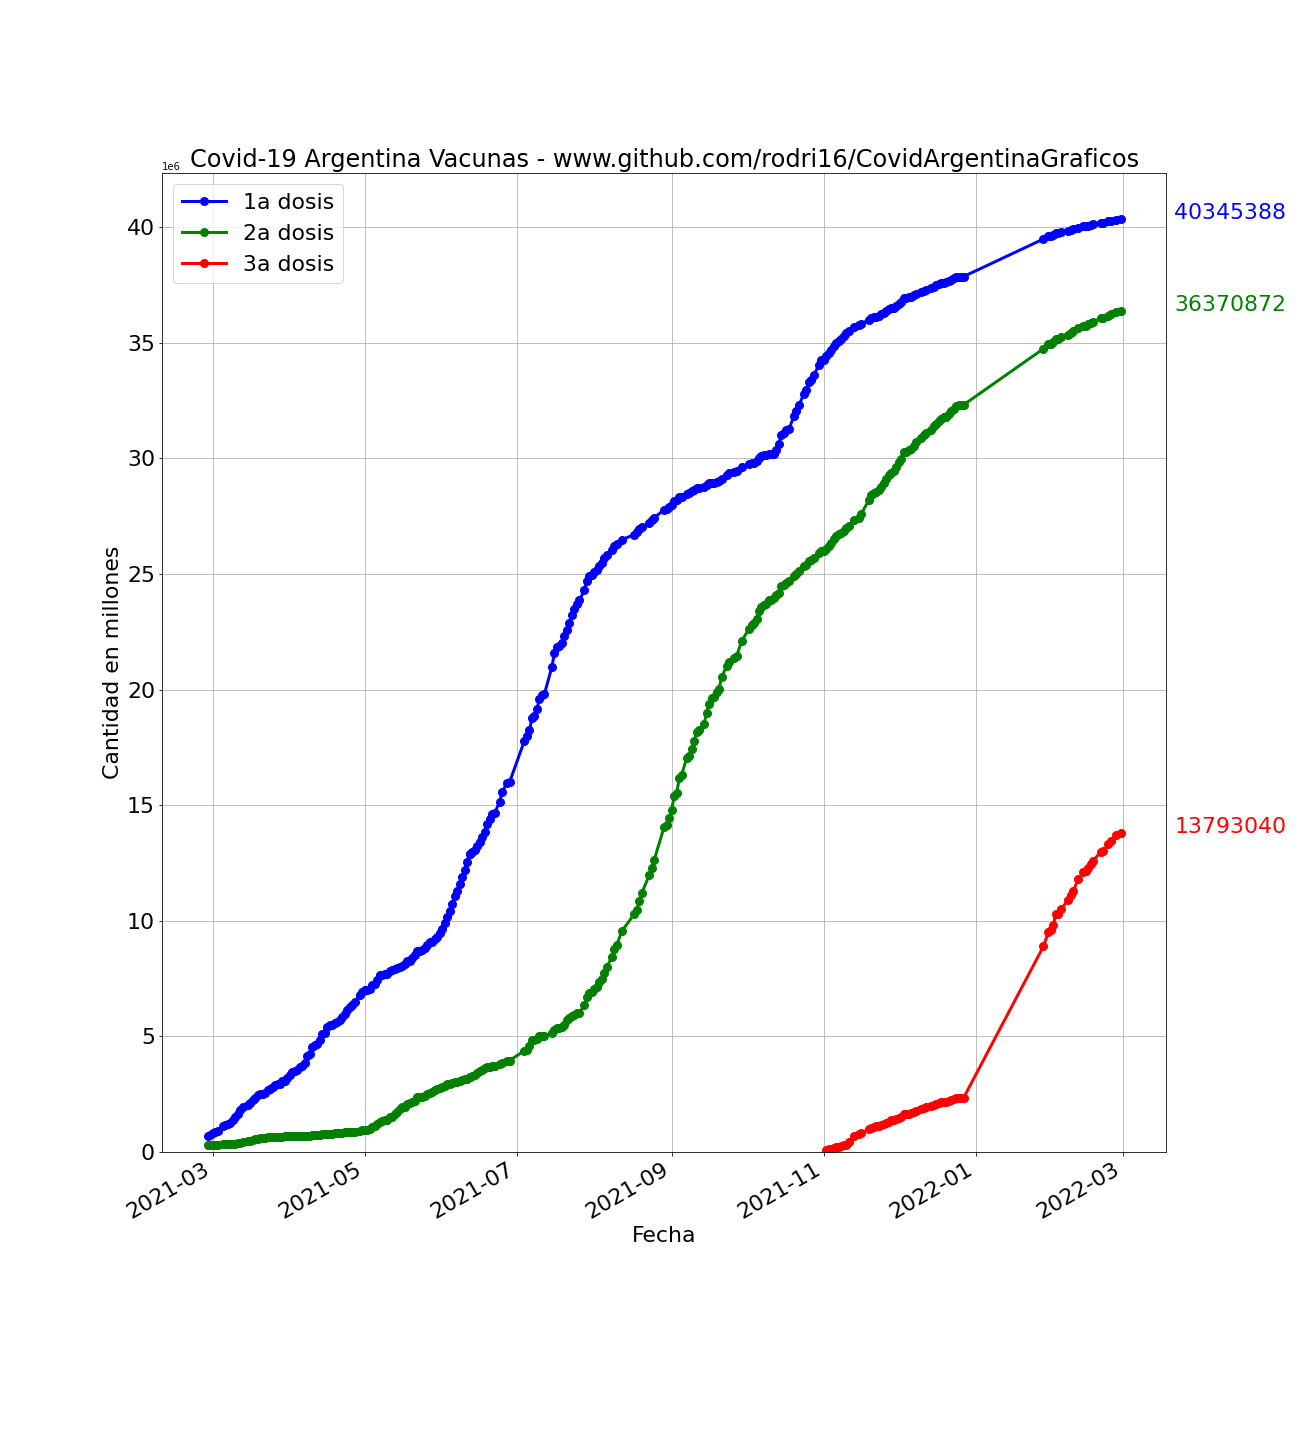 Covid-19 Argentina Vacunas - www.github.com/rodri16/CovidArgentinaGraficos
1e6
1a dosis
2a dosis
3a dosis
40345388
36370872
13793040
40
35
30
25
20
15
10
5
0
Cantidad en millones
2021-03
2021-05
2021-07
2021-09
2021-11
2022-01
2022-03
Fecha